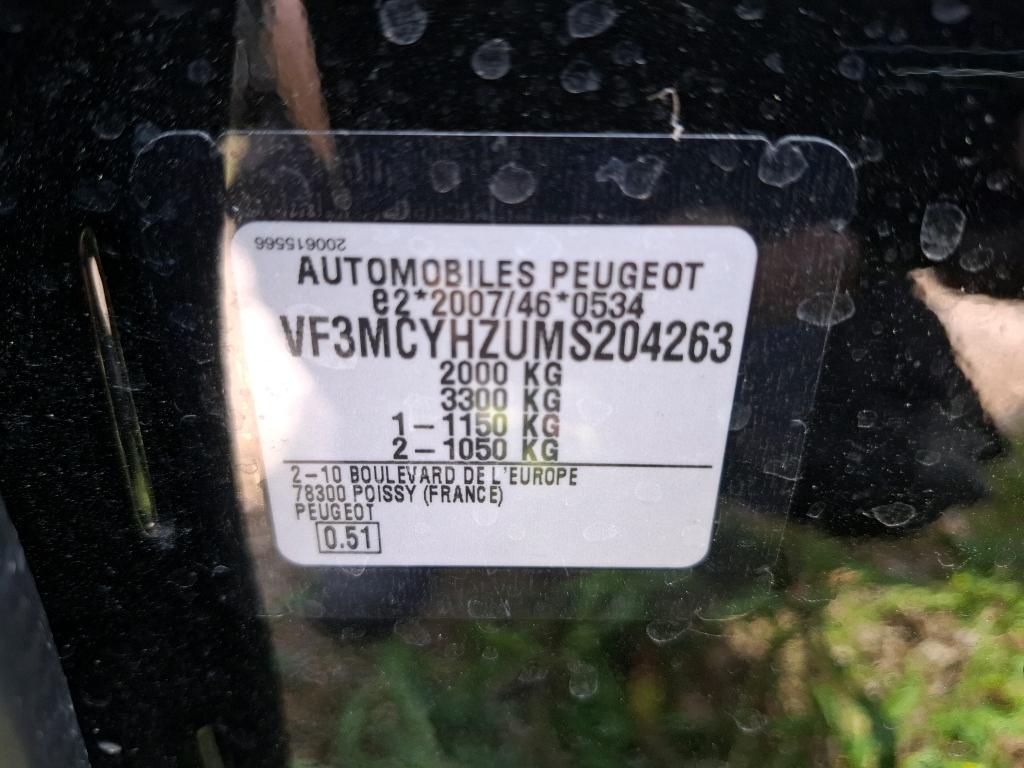 200615566
AUTOMOBILES PEUGEOT
e2*2007/46*0534
VF3MCYHZUMS204263
2000 KG
3300 KG
1-1150 KG
2-1050 KG
2-10 BOULEVARD DE L'EUROPE
78300 POISSY (FRANCE)
PEUGEOT
0.51